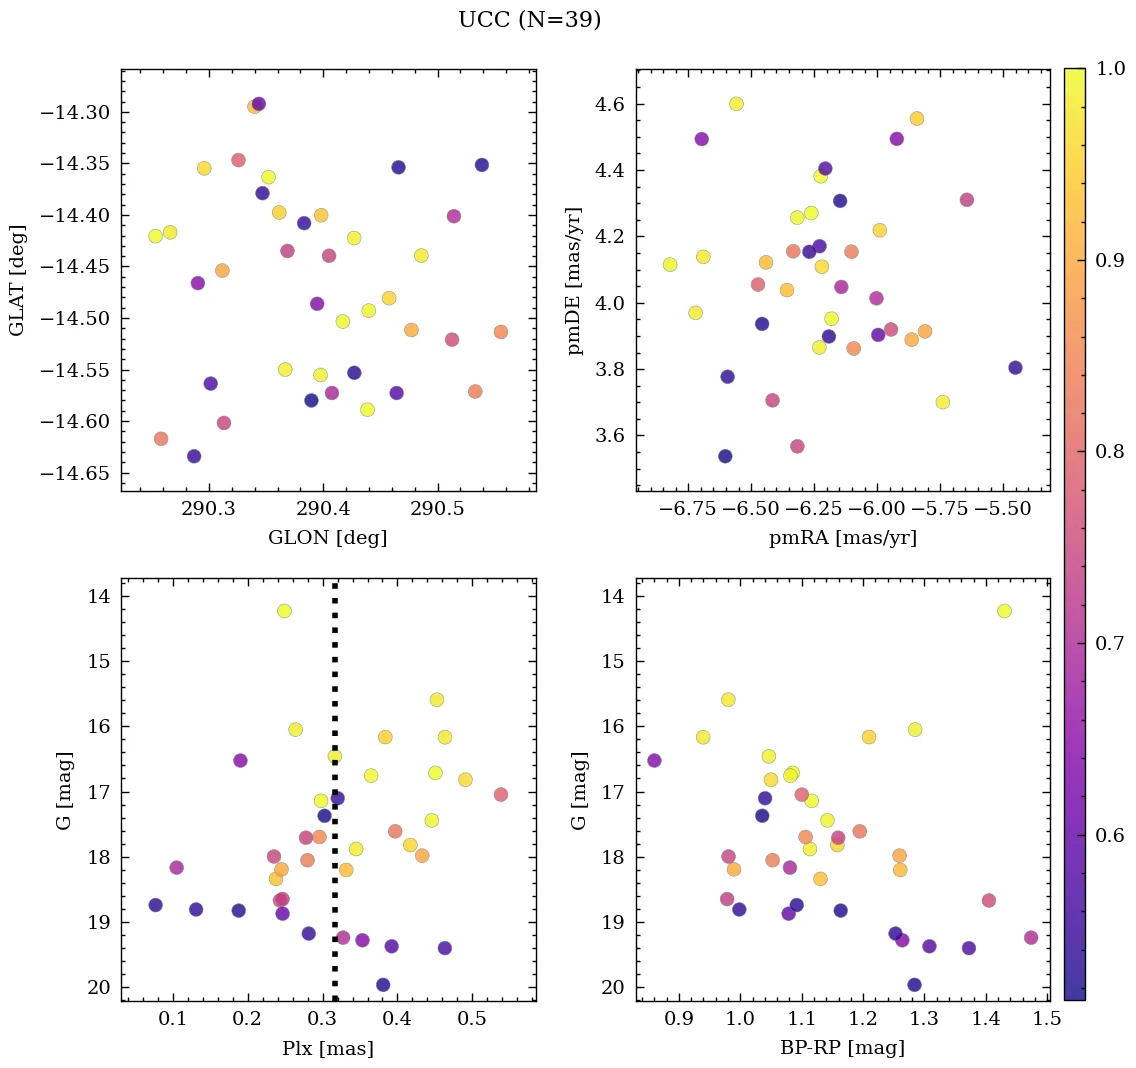 UCC (N=39)
−14.30
−14.35
−14.40
−14.45
−14.50
−14.55
−14.60
−14.65
GLAT [deg]
290.3 290.4 290.5
GLON [deg]
4.6
4.4
4.2
4.0
3.8
3.6
pmDE [mas/yr]
−6.75 −6.50 −6.25 −6.00 −5.75 −5.50
pmRA [mas/yr]
14
15
16
17
18
19
20
G [mag]
0.1 0.2 0.3 0.4 0.5
Plx [mas]
14
15
16
17
18
19
20
G [mag]
0.9 1.0 1.1 1.2 1.3 1.4 1.5
BP-RP [mag]
1.0
0.9
0.8
0.7
0.6